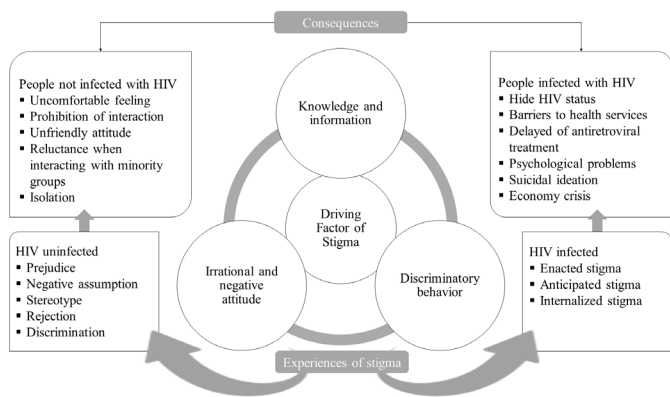 Consequences
People not infected with HIV
▪ Uncomfortable feeling
▪ Prohibition of interaction
▪ Unfriendly attitude
▪ Reluctance when
interacting with minority
groups
▪ Isolation
HIV uninfected
▪ Prejudice
▪ Negative assumption
▪ Stereotype
▪ Rejection
▪ Discrimination
Knowledge and
information
Driving
Factor of
Stigma
Irrational and
negative
attitude
Discriminatory
behavior
Experiences of stigma
People infected with HIV
▪ Hide HIV status
▪ Barriers to health services
▪ Delayed of antiretroviral
treatment
▪ Psychological problems
▪ Suicidal ideation
▪ Economy crisis
HIV infected
▪ Enacted stigma
▪ Anticipated stigma
▪ Internalized stigma